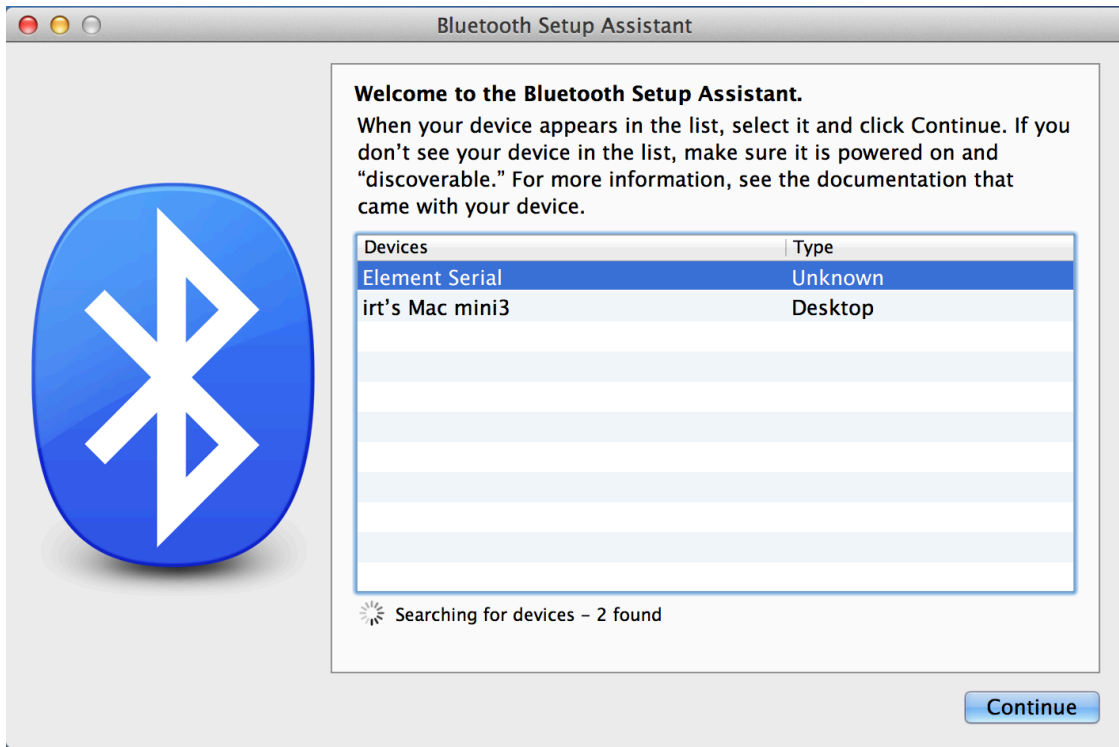 Bluetooth Setup Assistant
Welcome to the Bluetooth Setup Assistant.
When your device appears in the list, select it and click Continue. If you
don’t see your device in the list, make sure it is powered on and
“discoverable.” For more information, see the documentation that
came with your device.
Devices Type
Element Serial Unknown
irt’s Mac mini3 Desktop
Searching for devices – 2 found
Continue